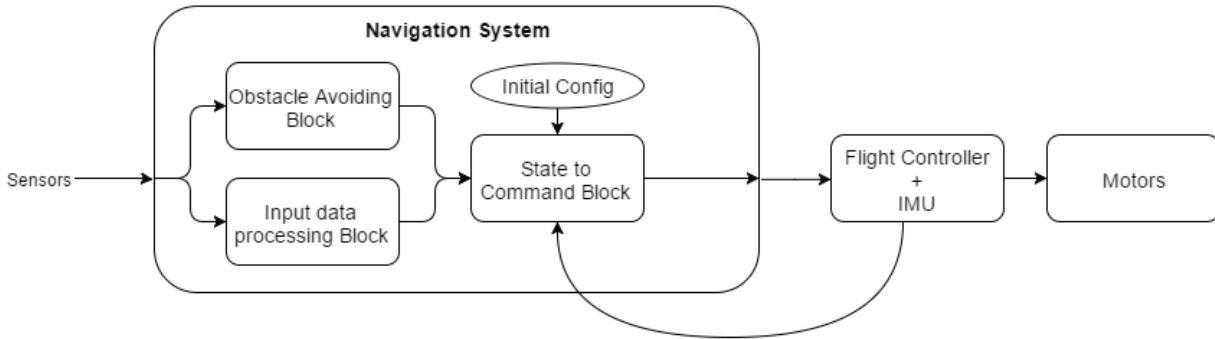 Navigation System
Obstacle Avoiding
Block
Initial Config
Sensors
Input data
processing Block
State to
Command Block
Flight Controller
+
IMU
Motors